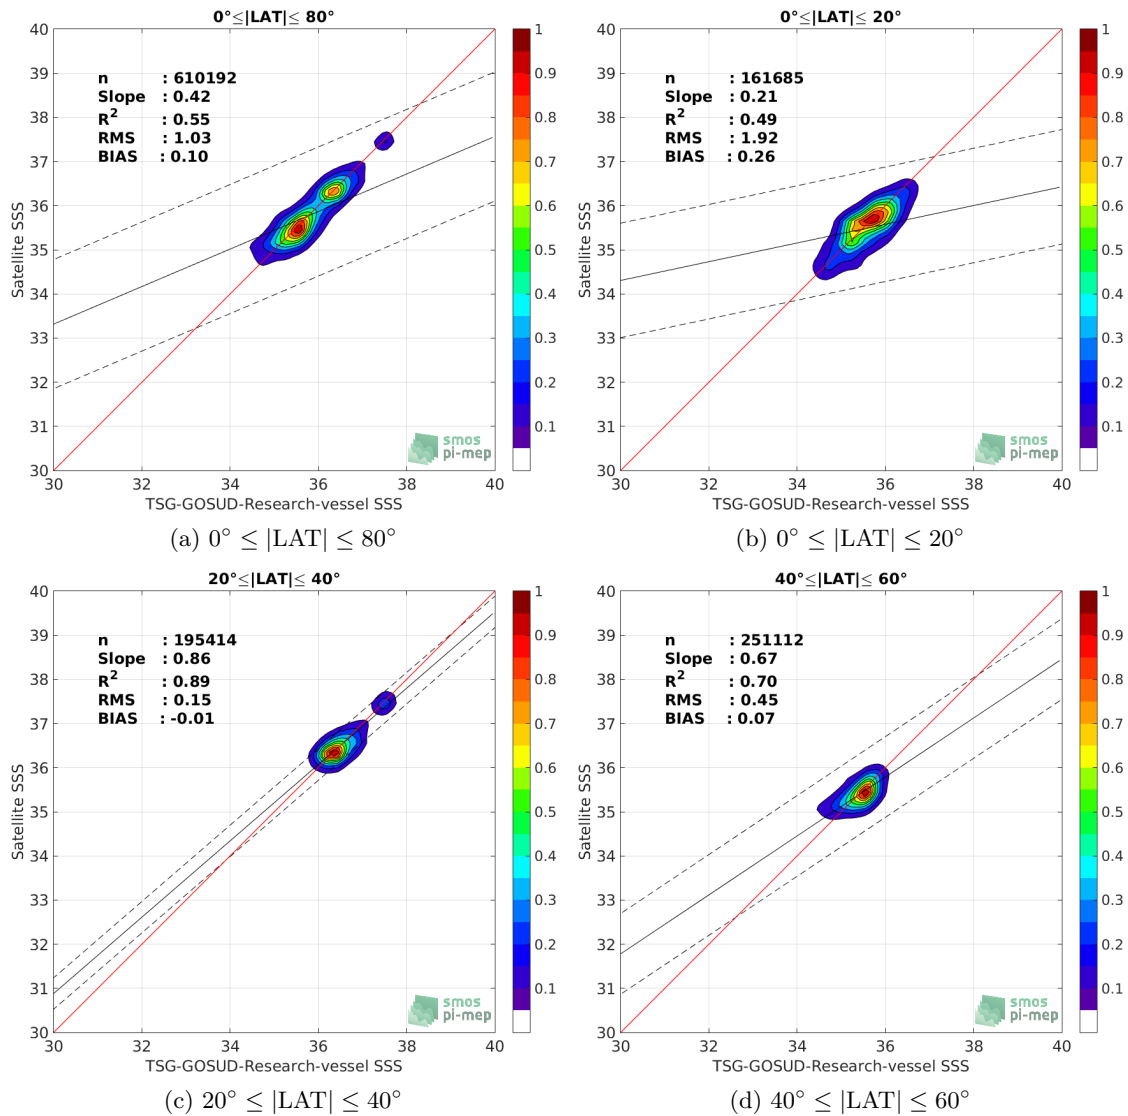 0°≤|LAT|≤ 80°
n : 610192
Slope : 0.42
R² : 0.55
RMS : 1.03
BIAS : 0.10
Satellite SSS
40
39
38
37
36
35
34
33
32
31
30
30 32 34 36 38 40
TSG-GOSUD-Research-vessel SSS
1
0.9
0.8
0.7
0.6
0.5
0.4
0.3
0.2
0.1
smos
pi-mep
(a) 0° ≤ |LAT| ≤ 80°
0°≤|LAT|≤ 20°
n : 161685
Slope : 0.21
R² : 0.49
RMS : 1.92
BIAS : 0.26
Satellite SSS
40
39
38
37
36
35
34
33
32
31
30
30 32 34 36 38 40
TSG-GOSUD-Research-vessel SSS
1
0.9
0.8
0.7
0.6
0.5
0.4
0.3
0.2
0.1
smos
pi-mep
(b) 0° ≤ |LAT| ≤ 20°
20°≤|LAT|≤ 40°
n : 195414
Slope : 0.86
R² : 0.89
RMS : 0.15
BIAS : -0.01
Satellite SSS
40
39
38
37
36
35
34
33
32
31
30
30 32 34 36 38 40
TSG-GOSUD-Research-vessel SSS
1
0.9
0.8
0.7
0.6
0.5
0.4
0.3
0.2
0.1
smos
pi-mep
(c) 20° ≤ |LAT| ≤ 40°
40°≤|LAT|≤ 60°
n : 251112
Slope : 0.67
R² : 0.70
RMS : 0.45
BIAS : 0.07
Satellite SSS
40
39
38
37
36
35
34
33
32
31
30
30 32 34 36 38 40
TSG-GOSUD-Research-vessel SSS
1
0.9
0.8
0.7
0.6
0.5
0.4
0.3
0.2
0.1
smos
pi-mep
(d) 40° ≤ |LAT| ≤ 60°